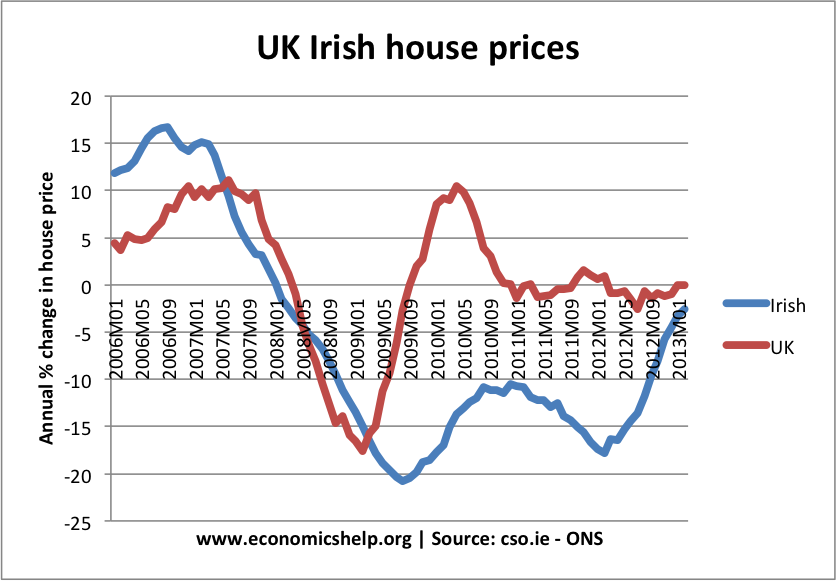 UK Irish house prices
Annual % change in house price
20
15
10
5
0
-5
-10
-15
-20
-25
2006M01
2006M05
2006M09
2007M01
2007M05
2007M09
2008M01
2008M05
2008M09
2009M01
2009M05
2009M09
2010M01
2010M05
2010M09
2011M01
2011M05
2011M09
2012M01
2012M05
2012M09
2013M01
Irish
UK
www.economicshelp.org | Source: cso.ie - ONS